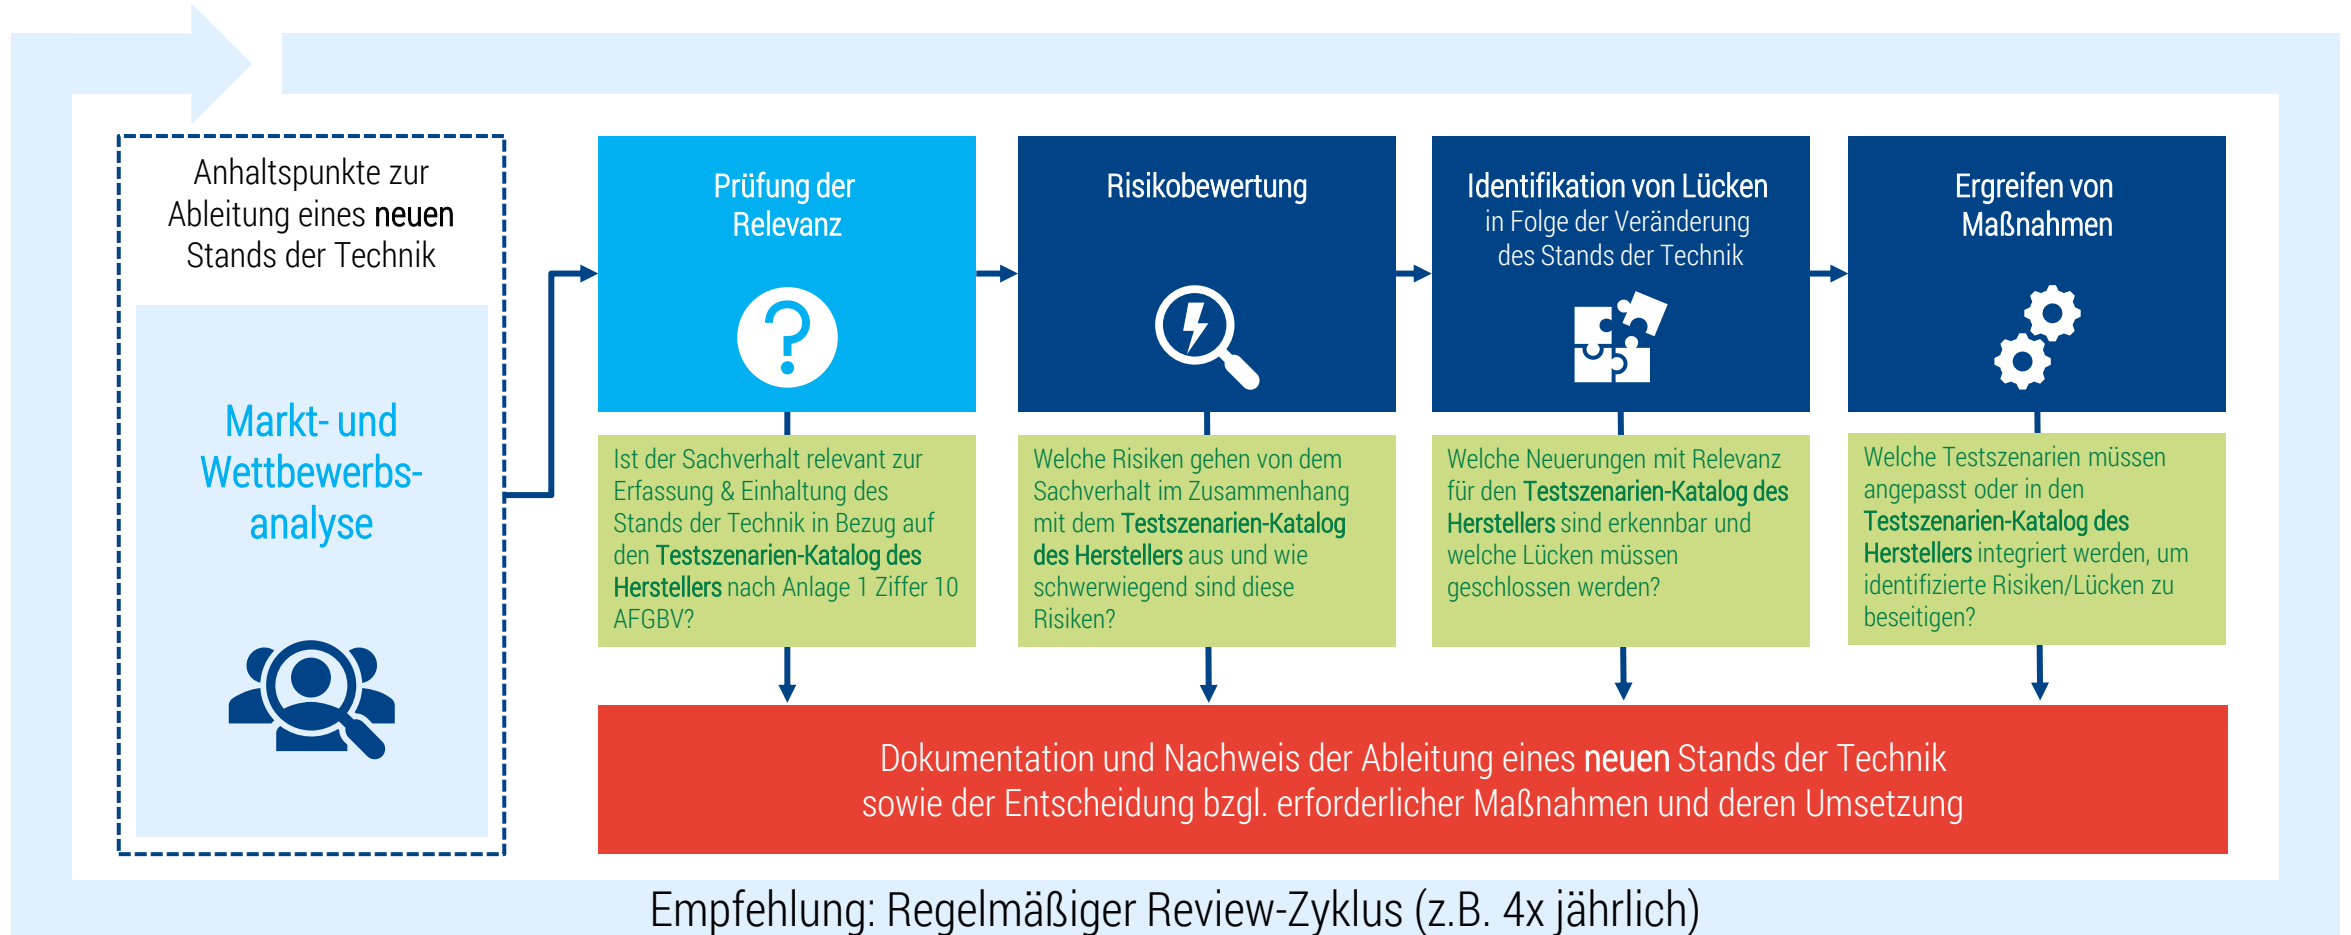 Anhaltspunkte zur
Ableitung eines neuen
Stands der Technik
Markt- und
Wettbewerbs-
analyse
Prüfung der
Relevanz
Ist der Sachverhalt relevant zur
Erfassung & Einhaltung des
Stands der Technik in Bezug auf
den Testszenarien-Katalog des
Herstellers nach Anlage 1 Ziffer 10
AFGBV?
Risikobewertung
Welche Risiken gehen von dem
Sachverhalt im Zusammenhang
mit dem Testszenarien-Katalog
des Herstellers aus und wie
schwerwiegend sind diese
Risiken?
Identifikation von Lücken
in Folge der Veränderung
des Stands der Technik
Welche Neuerungen mit Relevanz
für den Testszenarien-Katalog des
Herstellers sind erkennbar und
welche Lücken müssen
geschlossen werden?
Ergreifen von
Maßnahmen
Welche Testszenarien müssen
angepasst oder in den
Testszenarien-Katalog des
Herstellers integriert werden, um
identifizierte Risiken/Lücken zu
beseitigen?
Dokumentation und Nachweis der Ableitung eines neuen Stands der Technik
sowie der Entscheidung bzgl. erforderlicher Maßnahmen und deren Umsetzung
Empfehlung: Regelmäßiger Review-Zyklus (z.B. 4x jährlich)